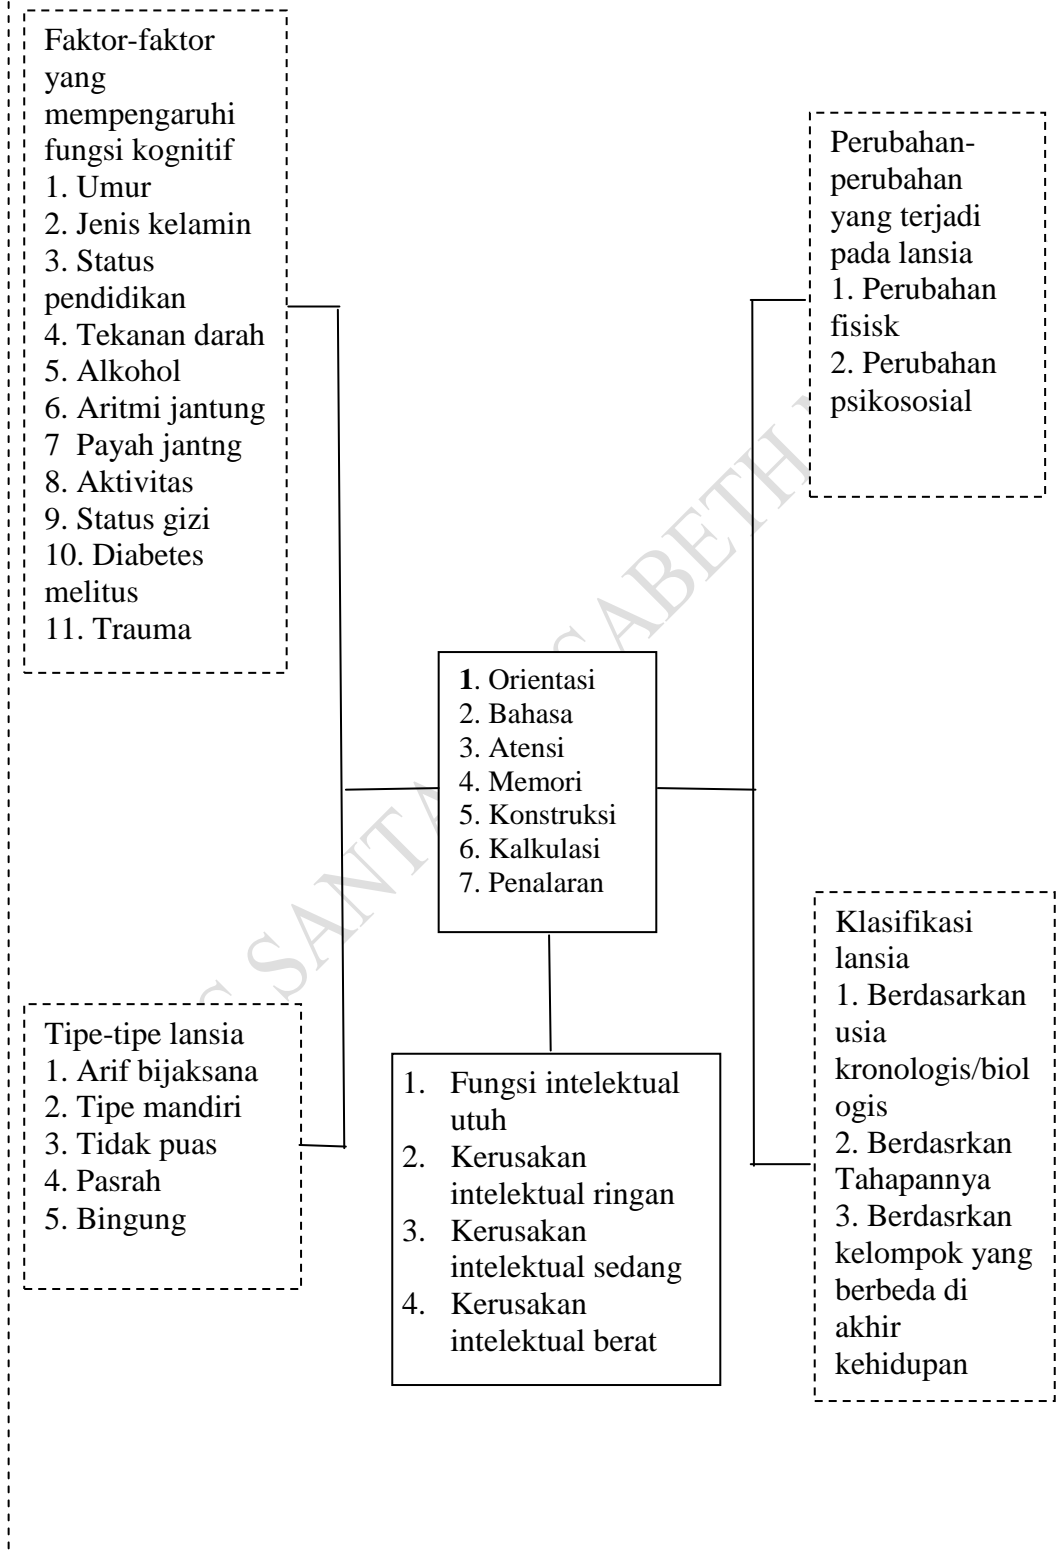 Faktor-faktor
yang
mempengaruhi
fungsi kognitif
1. Umur
2. Jenis kelamin
3. Status
pendidikan
4. Tekanan darah
5. Alkohol
6. Aritmi jantung
7 Payah jantng
8. Aktivitas
9. Status gizi
10. Diabetes
melitus
11. Trauma
Perubahan-
perubahan
yang terjadi
pada lansia
1. Perubahan
fisisk
2. Perubahan
psikososial
1. Orientasi
2. Bahasa
3. Atensi
4. Memori
5. Konstruksi
6. Kalkulasi
7. Penalaran
Tipe-tipe lansia
1. Arif bijaksana
2. Tipe mandiri
3. Tidak puas
4. Pasrah
5. Bingung
1. Fungsi intelektual
utuh
2. Kerusakan
intelektual ringan
3. Kerusakan
intelektual sedang
4. Kerusakan
intelektual berat
Klasifikasi
lansia
1. Berdasarkan
usia
kronologis/biol
ogis
2. Berdasrkan
Tahapannya
3. Berdasrkan
kelompok yang
berbeda di
akhir
kehidupan